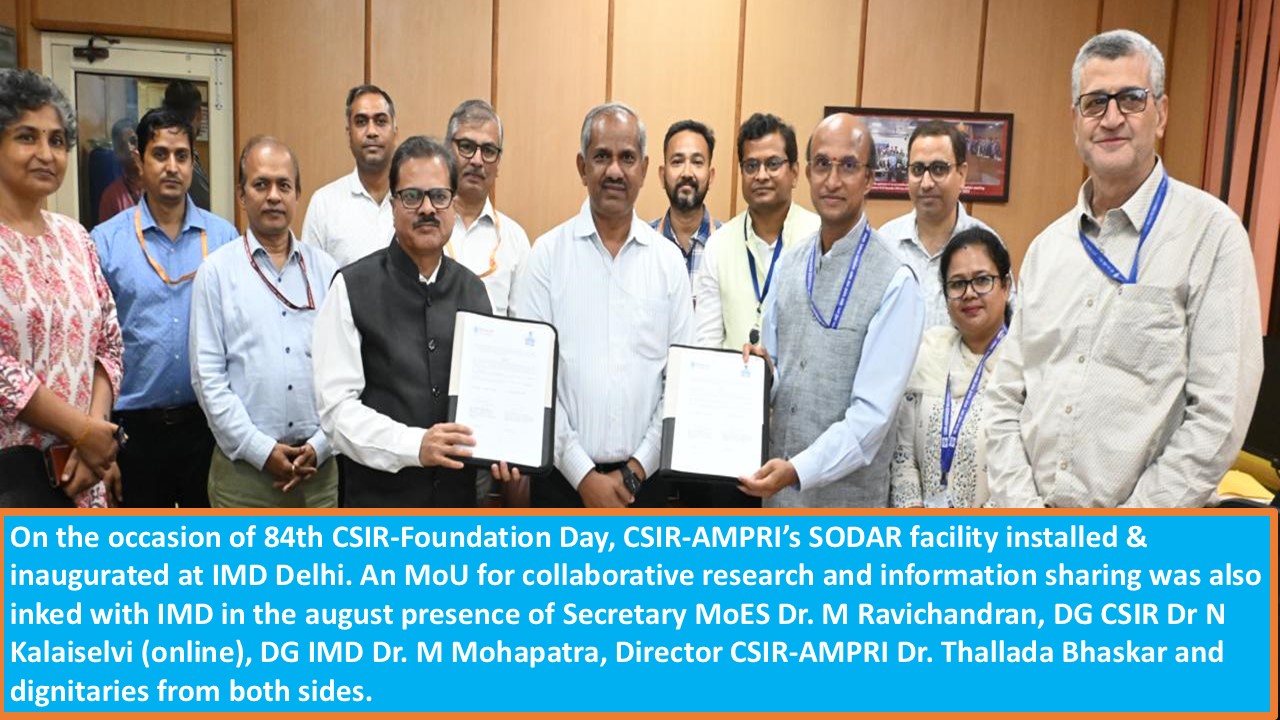 On the occasion of 84th CSIR-Foundation Day, CSIR-AMPRI’s SODAR facility installed &
inaugurated at IMD Delhi. An MoU for collaborative research and information sharing was also
inked with IMD in the august presence of Secretary MoES Dr. M Ravichandran, DG CSIR Dr N
Kalaiselvi (online), DG IMD Dr. M Mohapatra, Director CSIR-AMPRI Dr. Thallada Bhaskar and
dignitaries from both sides.